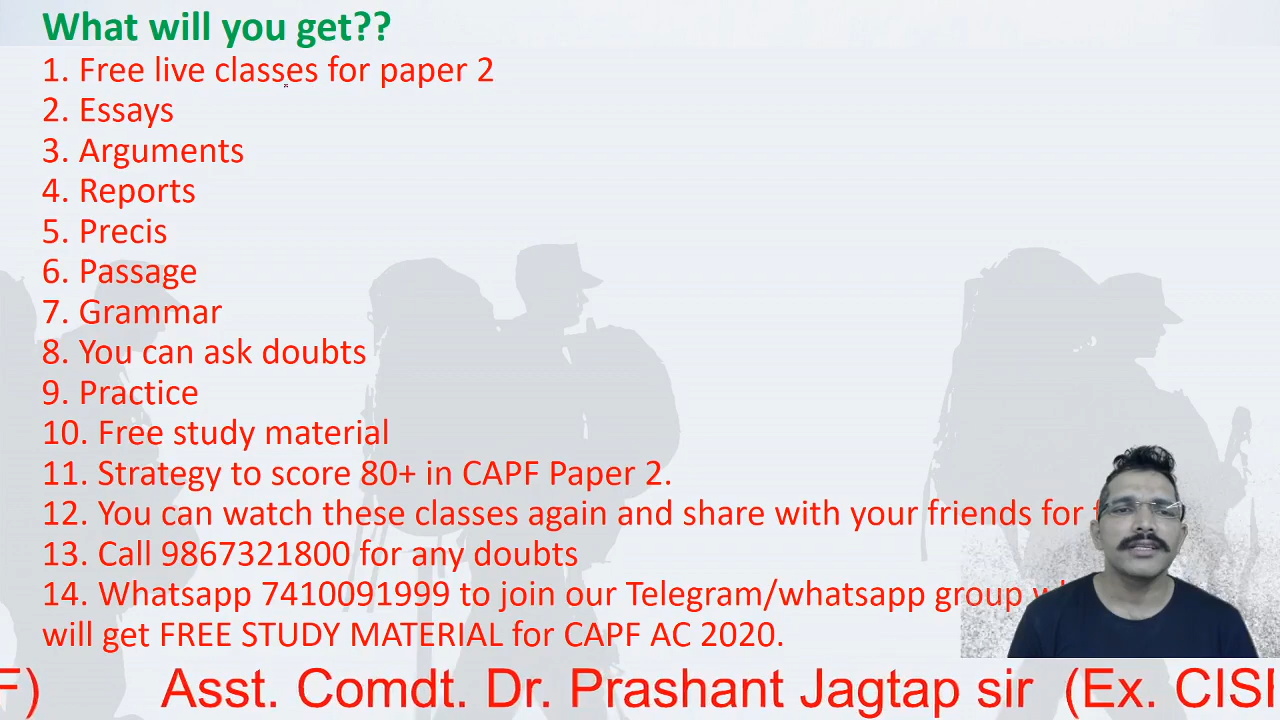 What will you get??
1. Free live classes for paper 2
2. Essays
3. Arguments
4. Reports
5. Precis
6. Passage
7. Grammar
8. You can ask doubts
9. Practice
10. Free study material
11. Strategy to score 80+ in CAPF Paper 2.
12. You can watch these classes again and share with your friends for
13. Call 9867321800 for any doubts
14. Whatsapp 7410091999 to join our Telegram/whatsapp group
will get FREE STUDY MATERIAL for CAPF AC 2020.
F) Asst. Comdt. Dr. Prashant Jagtap sir (Ex. CISF